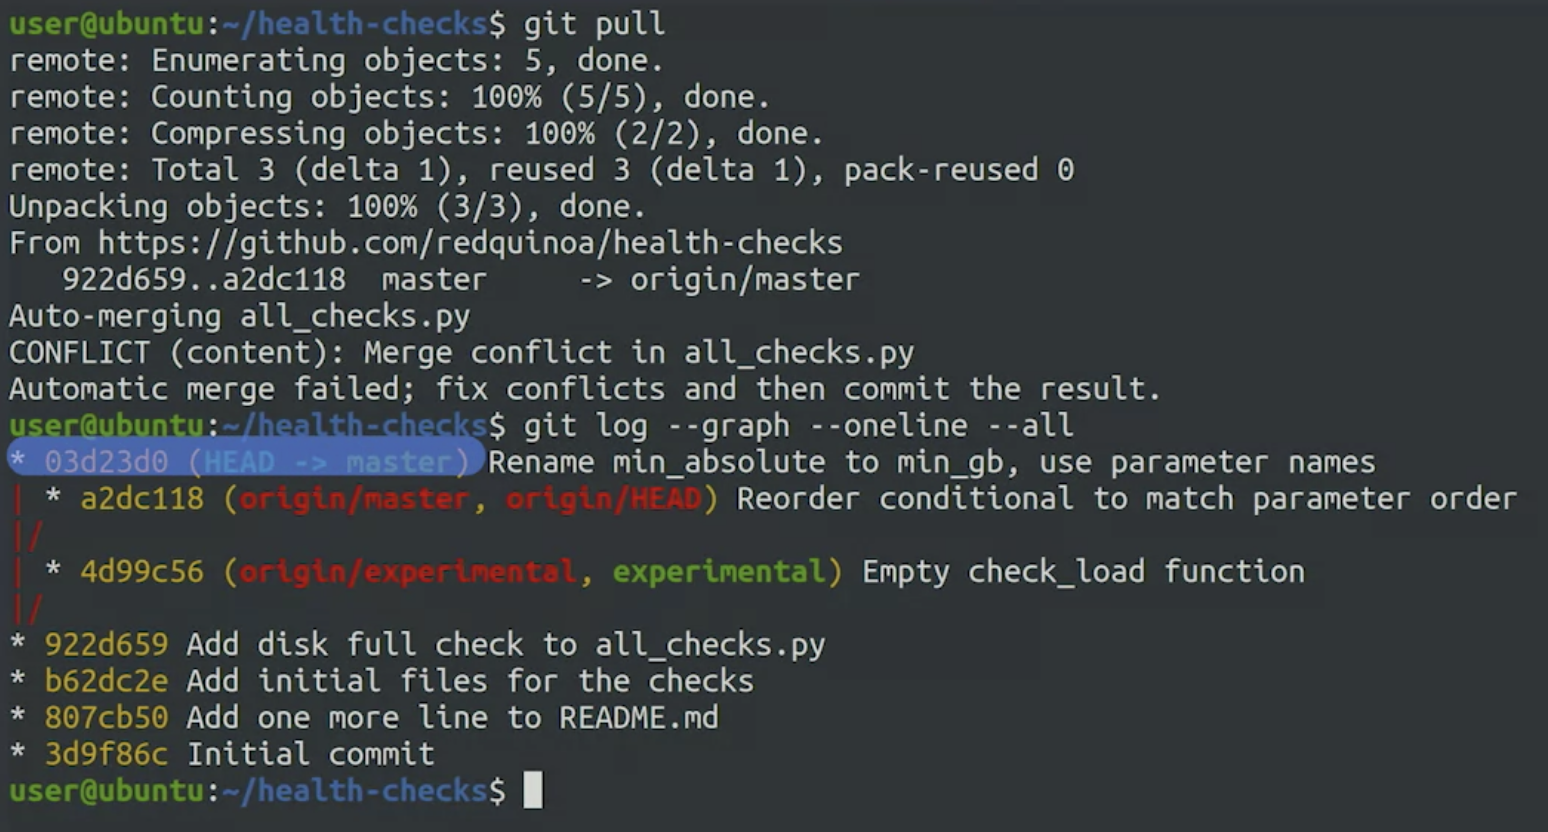 user@ubuntu:~/health-checks$ git pull
remote: Enumerating objects: 5, done.
remote: Counting objects: 100% (5/5), done.
remote: Compressing objects: 100% (2/2), done.
remote: Total 3 (delta 1), reused 3 (delta 1), pack-reused 0
Unpacking objects: 100% (3/3), done.
From https://github.com/redquinoa/health-checks
   922d659..a2dc118  master     -> origin/master
Auto-merging all_checks.py
CONFLICT (content): Merge conflict in all_checks.py
Automatic merge failed; fix conflicts and then commit the result.
user@ubuntu:~/health-checks$ git log --graph --oneline --all
* 03d23d0 (HEAD -> master) Rename min_absolute to min_gb, use parameter names
| * a2dc118 (origin/master, origin/HEAD) Reorder conditional to match parameter order
|/
| * 4d99c56 (origin/experimental, experimental) Empty check_load function
|/
* 922d659 Add disk full check to all_checks.py
* b62dc2e Add initial files for the checks
* 807cb50 Add one more line to README.md
* 3d9f86c Initial commit
user@ubuntu:~/health-checks$